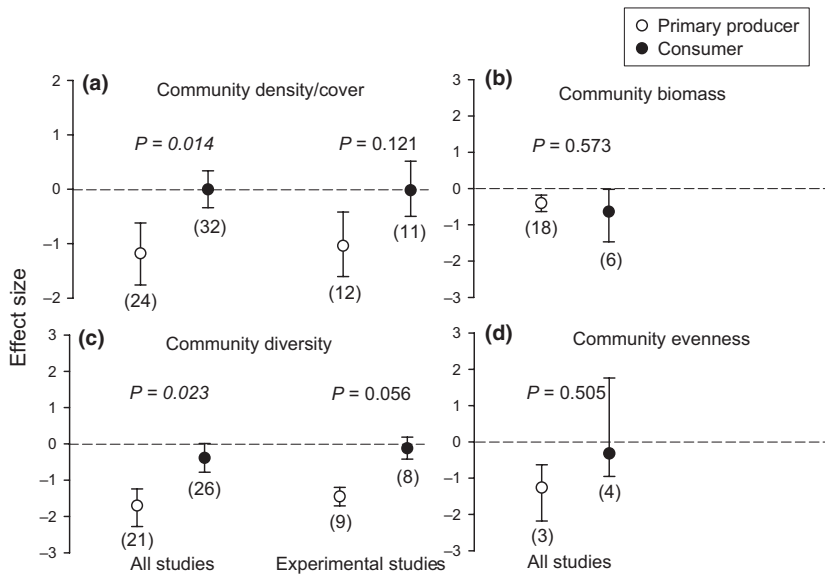 Primary producer
Consumer
(a)
Community density/cover
P = 0.014
P = 0.121
2
1
0
–1
–2
(32)
(24)
(11)
(12)
(b)
Community biomass
P = 0.573
3
2
1
0
–1
–2
–3
(18)
(6)
Effect size
(c)
Community diversity
P = 0.023
P = 0.056
3
2
1
0
–1
–2
–3
(26)
(21)
(8)
(9)
All studies
Experimental studies
(d)
Community evenness
P = 0.505
3
2
1
0
–1
–2
–3
(4)
(3)
All studies